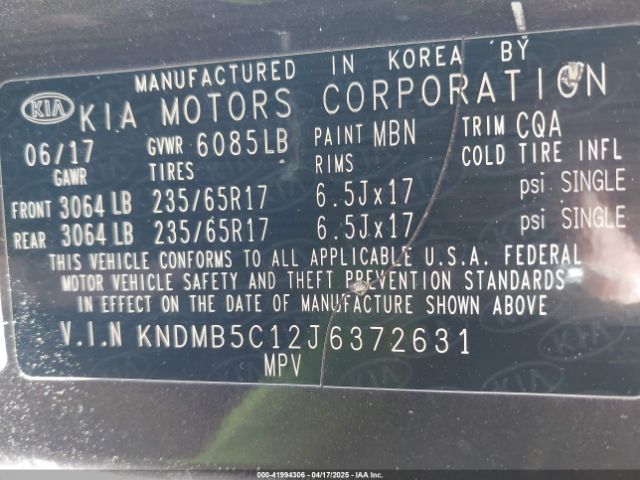 MANUFACTURED IN KOREA BY
KIA KIA MOTORS CORPORATION
06/17 GVWR 6085LB PAINT MBN TRIM CQA
GAWR TIRES RIMS COLD TIRE INFL
FRONT 3064 LB 235/65R17 6.5Jx17 psi SINGLE
REAR 3064 LB 235/65R17 6.5Jx17 psi SINGLE
THIS VEHICLE CONFORMS TO ALL APPLICABLE U.S.A. FEDERAL
MOTOR VEHICLE SAFETY AND THEFT PREVENTION STANDARDS
IN EFFECT ON THE DATE OF MANUFACTURE SHOWN ABOVE
V.I.N KNDMB5C12J6372631
MPV
000-41994306 - 04/17/2025 - IAAI Inc.